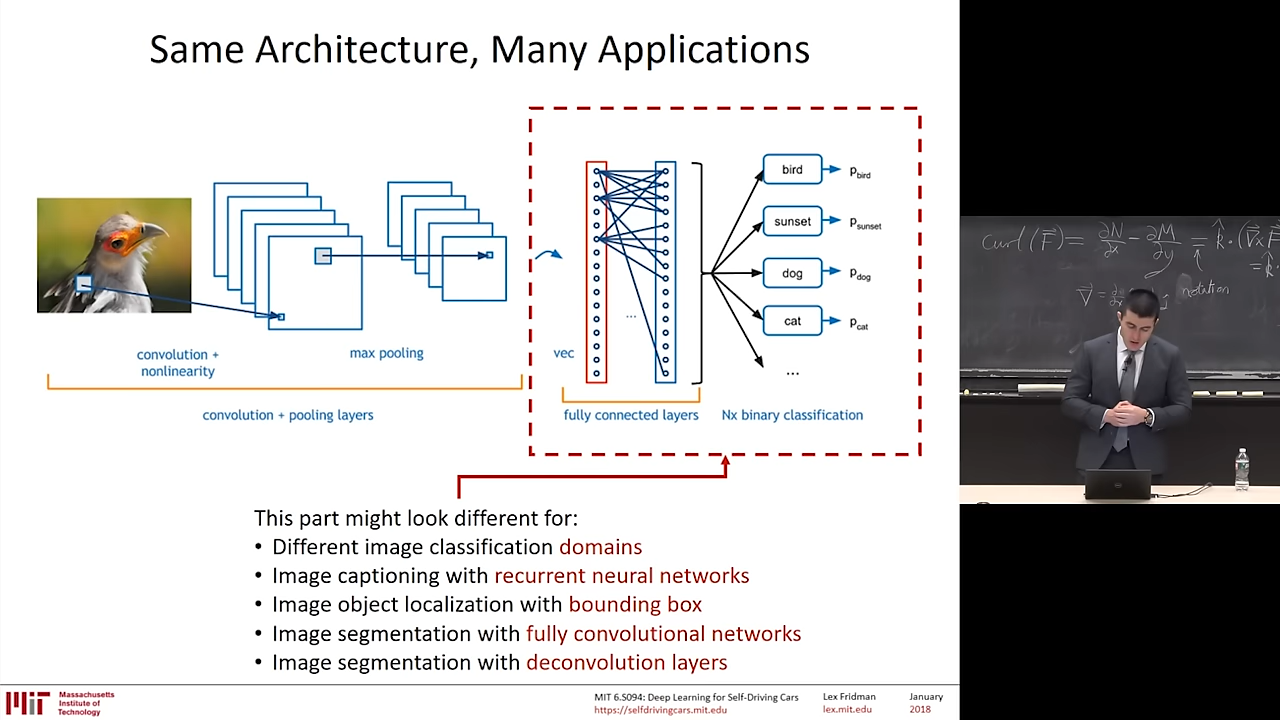 Same Architecture, Many Applications
convolution +
nonlinearity
max pooling
convolution + pooling layers
vec
...
fully connected layers
bird
p_bird
sunset
p_sunset
dog
p_dog
cat
p_cat
...
Nx binary classification
This part might look different for:
• Different image classification domains
• Image captioning with recurrent neural networks
• Image object localization with bounding box
• Image segmentation with fully convolutional networks
• Image segmentation with deconvolution layers
MIT
Massachusetts
Institute of
Technology
MIT 6.S094: Deep Learning for Self-Driving Cars
https://selfdrivingcars.mit.edu
Lex Fridman
lex.mit.edu
January
2018
curl (F⃗) = ∂N/∂x − ∂M/∂y = k̂ · (∇⃗×F⃗
= k̂ ·
notation
∇⃗ =